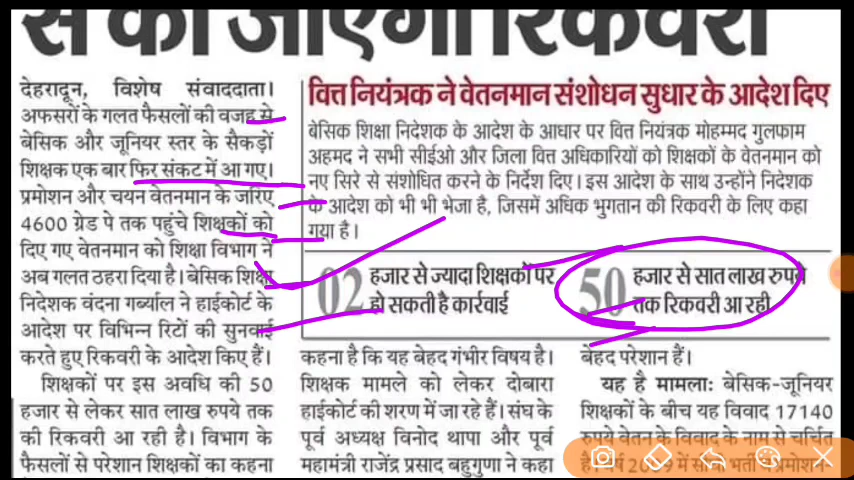 से की जाएगी रिकवरी
देहरादून, विशेष संवाददाता।
अफसरों के गलत फैसलों की वजह से
बेसिक और जूनियर स्तर के सैकड़ों
शिक्षक एक बार फिर संकट में आ गए।
प्रमोशन और चयन वेतनमान के जरिए
4600 ग्रेड पे तक पहुंचे शिक्षकों को
दिए गए वेतनमान को शिक्षा विभाग ने
अब गलत ठहरा दिया है। बेसिक शिक्षा
निदेशक वंदना गर्ब्याल ने हाईकोर्ट के
आदेश पर विभिन्न रिटों की सुनवाई
करते हुए रिकवरी के आदेश किए हैं।
शिक्षकों पर इस अवधि की 50
हजार से लेकर सात लाख रुपये तक
की रिकवरी आ रही है। विभाग के
फैसलों से परेशान शिक्षकों का कहना
वित्त नियंत्रक ने वेतनमान संशोधन सुधार के आदेश दिए
बेसिक शिक्षा निदेशक के आदेश के आधार पर वित्त नियंत्रक मोहम्मद गुलफाम
अहमद ने सभी सीईओ और जिला वित्त अधिकारियों को शिक्षकों के वेतनमान को
नए सिरे से संशोधित करने के निर्देश दिए। इस आदेश के साथ उन्होंने निदेशक
के आदेश को भी भी भेजा है, जिसमें अधिक भुगतान की रिकवरी के लिए कहा
गया है।
02 हजार से ज्यादा शिक्षकों पर
हो सकती है कार्रवाई
50 हजार से सात लाख रुपये
तक रिकवरी आ रही
कहना है कि यह बेहद गंभीर विषय है।
शिक्षक मामले को लेकर दोबारा
हाईकोर्ट की शरण में जा रहे हैं। संघ के
पूर्व अध्यक्ष विनोद थापा और पूर्व
महामंत्री राजेंद्र प्रसाद बहुगुणा ने कहा
बेहद परेशान हैं।
यह है मामला: बेसिक-जूनियर
शिक्षकों के बीच यह विवाद 17140
रुपये वेतन के विवाद के नाम से चर्चित
है। वर्ष में सीधी भर्ती प्रमोशन-